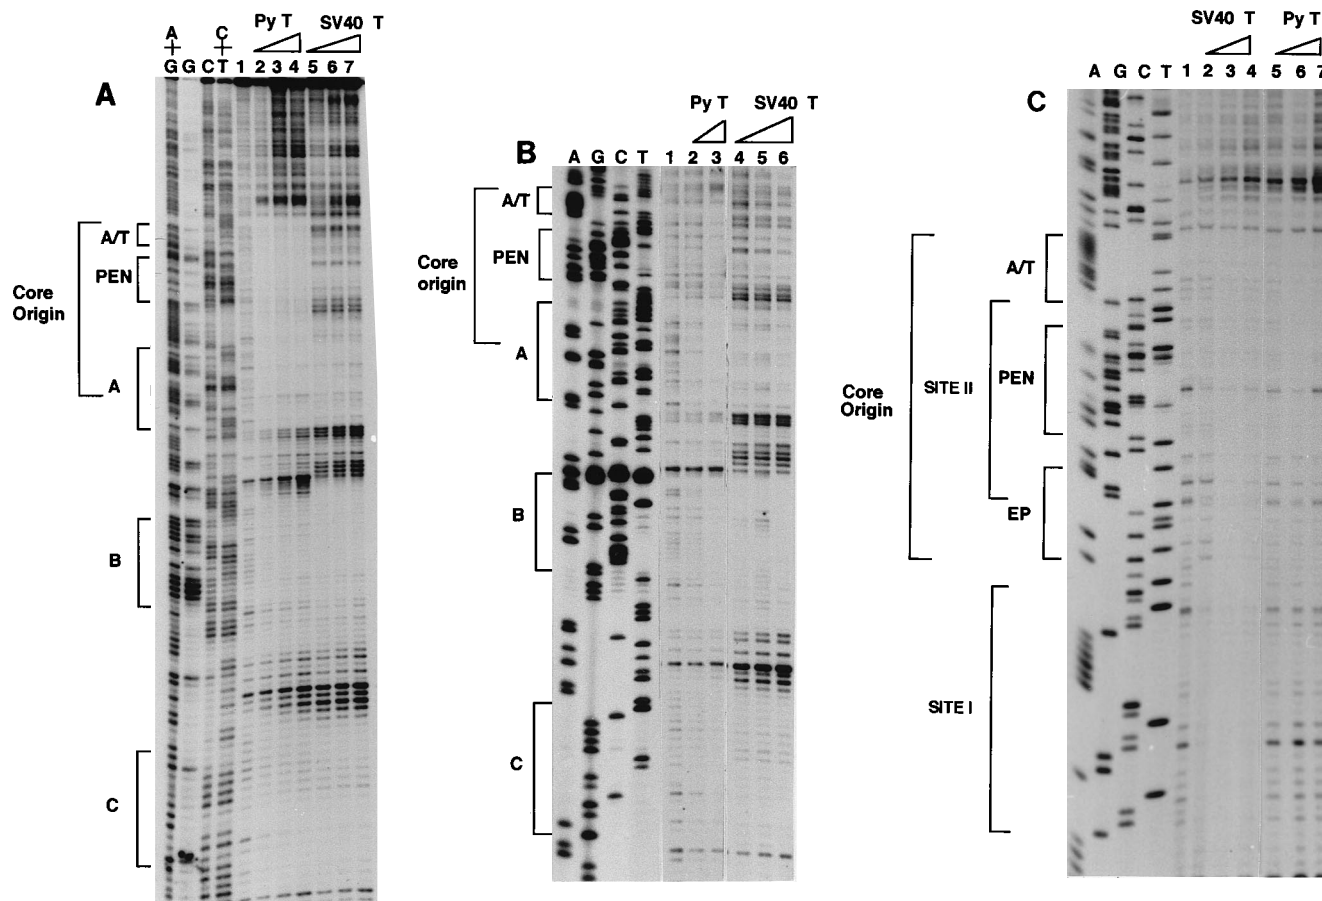 A
Py T
SV40 T
A + G
G
C
C + T
1 2 3 4 5 6 7
Core Origin
A/T
PEN
A
B
C
B
Py T
SV40 T
A G C T 1 2 3 4 5 6
Core origin
A/T
PEN
A
B
C
C
SV40 T
Py T
A G C T 1 2 3 4 5 6 7
Core Origin
SITE II
A/T
PEN
EP
SITE I